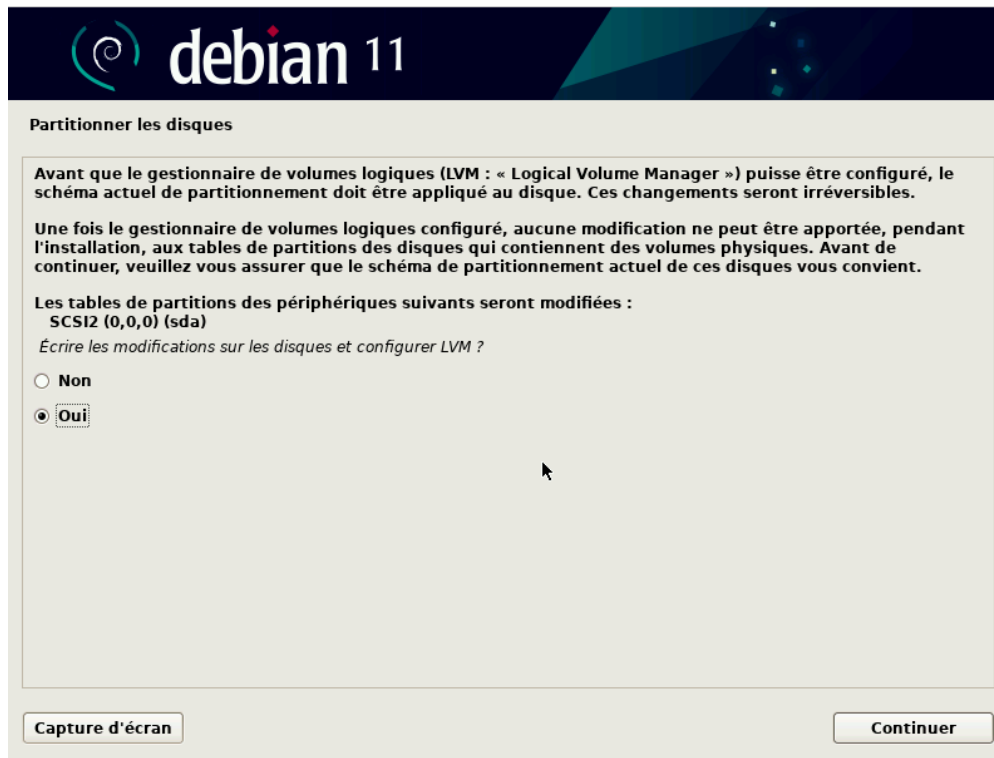 debian 11
Partitionner les disques
Avant que le gestionnaire de volumes logiques (LVM : « Logical Volume Manager ») puisse être configuré, le
schéma actuel de partitionnement doit être appliqué au disque. Ces changements seront irréversibles.
Une fois le gestionnaire de volumes logiques configuré, aucune modification ne peut être apportée, pendant
l'installation, aux tables de partitions des disques qui contiennent des volumes physiques. Avant de
continuer, veuillez vous assurer que le schéma de partitionnement actuel de ces disques vous convient.
Les tables de partitions des périphériques suivants seront modifiées :
SCSI2 (0,0,0) (sda)
Écrire les modifications sur les disques et configurer LVM ?
Non
Oui
Capture d'écran
Continuer